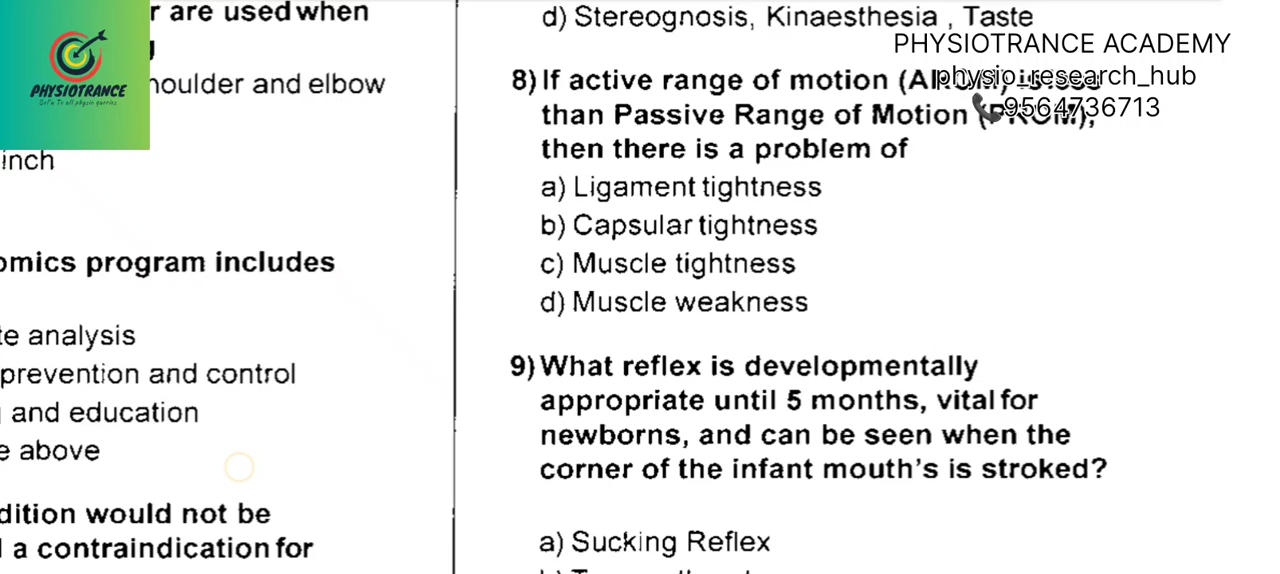 r are used when
PHYSIOTRANCE
houlder and elbow
inch
omics program includes
te analysis
prevention and control
and education
e above
dition would not be
a contraindication for
d) Stereognosis, Kinaesthesia , Taste
PHYSIOTRANCE ACADEMY
physio_research_hub
9564736713
8) If active range of motion
than Passive Range of Motion (PROM),
then there is a problem of
a) Ligament tightness
b) Capsular tightness
c) Muscle tightness
d) Muscle weakness
9) What reflex is developmentally
appropriate until 5 months, vital for
newborns, and can be seen when the
corner of the infant mouth's is stroked?
a) Sucking Reflex